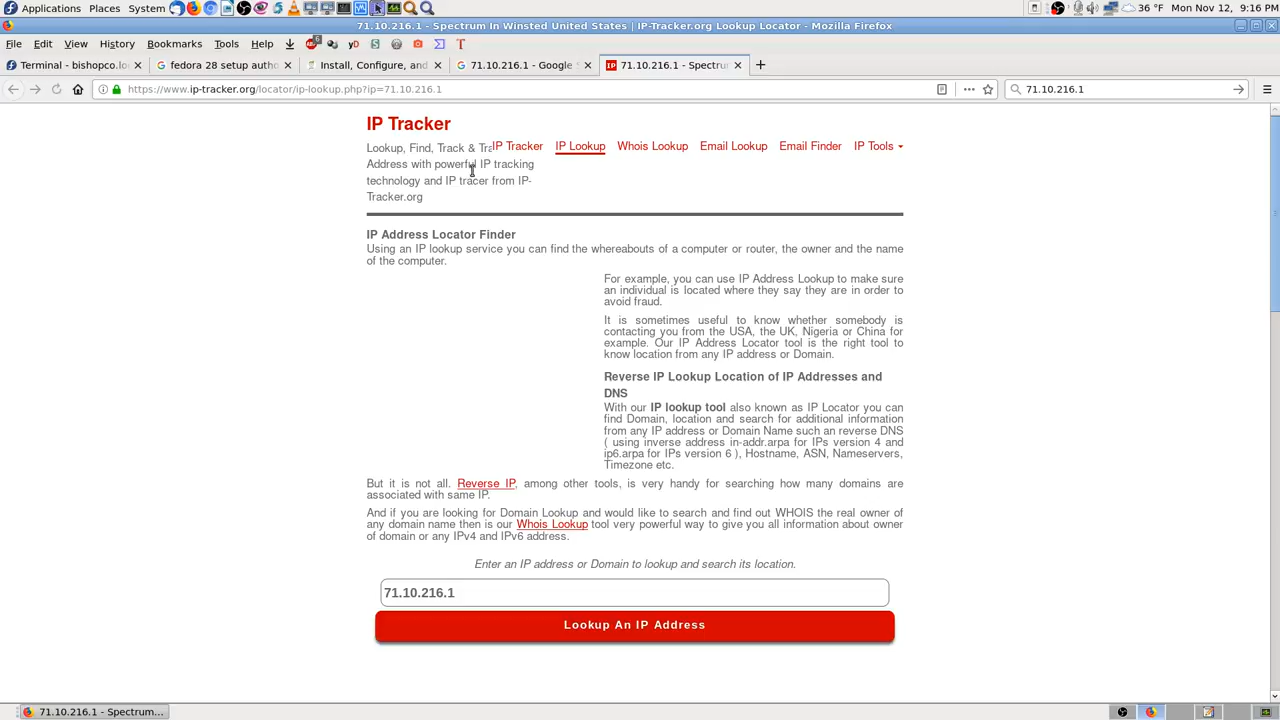 Applications Places System 36 °F Mon Nov 12, 9:16 PM
71.10.216.1 - Spectrum In Winsted United States | IP-Tracker.org Lookup Locator - Mozilla Firefox
File Edit View History Bookmarks Tools Help
Terminal - bishopco.lo
fedora 28 setup autho
Install, Configure, and
71.10.216.1 - Google
71.10.216.1 - Spectru
https://www.ip-tracker.org/locator/ip-lookup.php?ip=71.10.216.1
71.10.216.1
IP Tracker
Lookup, Find, Track & Tra
Address with powerful IP tracking
technology and IP tracer from IP-
Tracker.org
IP Tracker IP Lookup Whois Lookup Email Lookup Email Finder IP Tools
IP Address Locator Finder
Using an IP lookup service you can find the whereabouts of a computer or router, the owner and the name
of the computer.
For example, you can use IP Address Lookup to make sure
an individual is located where they say they are in order to
avoid fraud.
It is sometimes useful to know whether somebody is
contacting you from the USA, the UK, Nigeria or China for
example. Our IP Address Locator tool is the right tool to
know location from any IP address or Domain.
Reverse IP Lookup Location of IP Addresses and
DNS
With our IP lookup tool also known as IP Locator you can
find Domain, location and search for additional information
from any IP address or Domain Name such an reverse DNS
( using inverse address in-addr.arpa for IPs version 4 and
ip6.arpa for IPs version 6 ), Hostname, ASN, Nameservers,
Timezone etc.
But it is not all. Reverse IP, among other tools, is very handy for searching how many domains are
associated with same IP.
And if you are looking for Domain Lookup and would like to search and find out WHOIS the real owner of
any domain name then is our Whois Lookup tool very powerful way to give you all information about owner
of domain or any IPv4 and IPv6 address.
Enter an IP address or Domain to lookup and search its location.
71.10.216.1
Lookup An IP Address
71.10.216.1 - Spectrum...